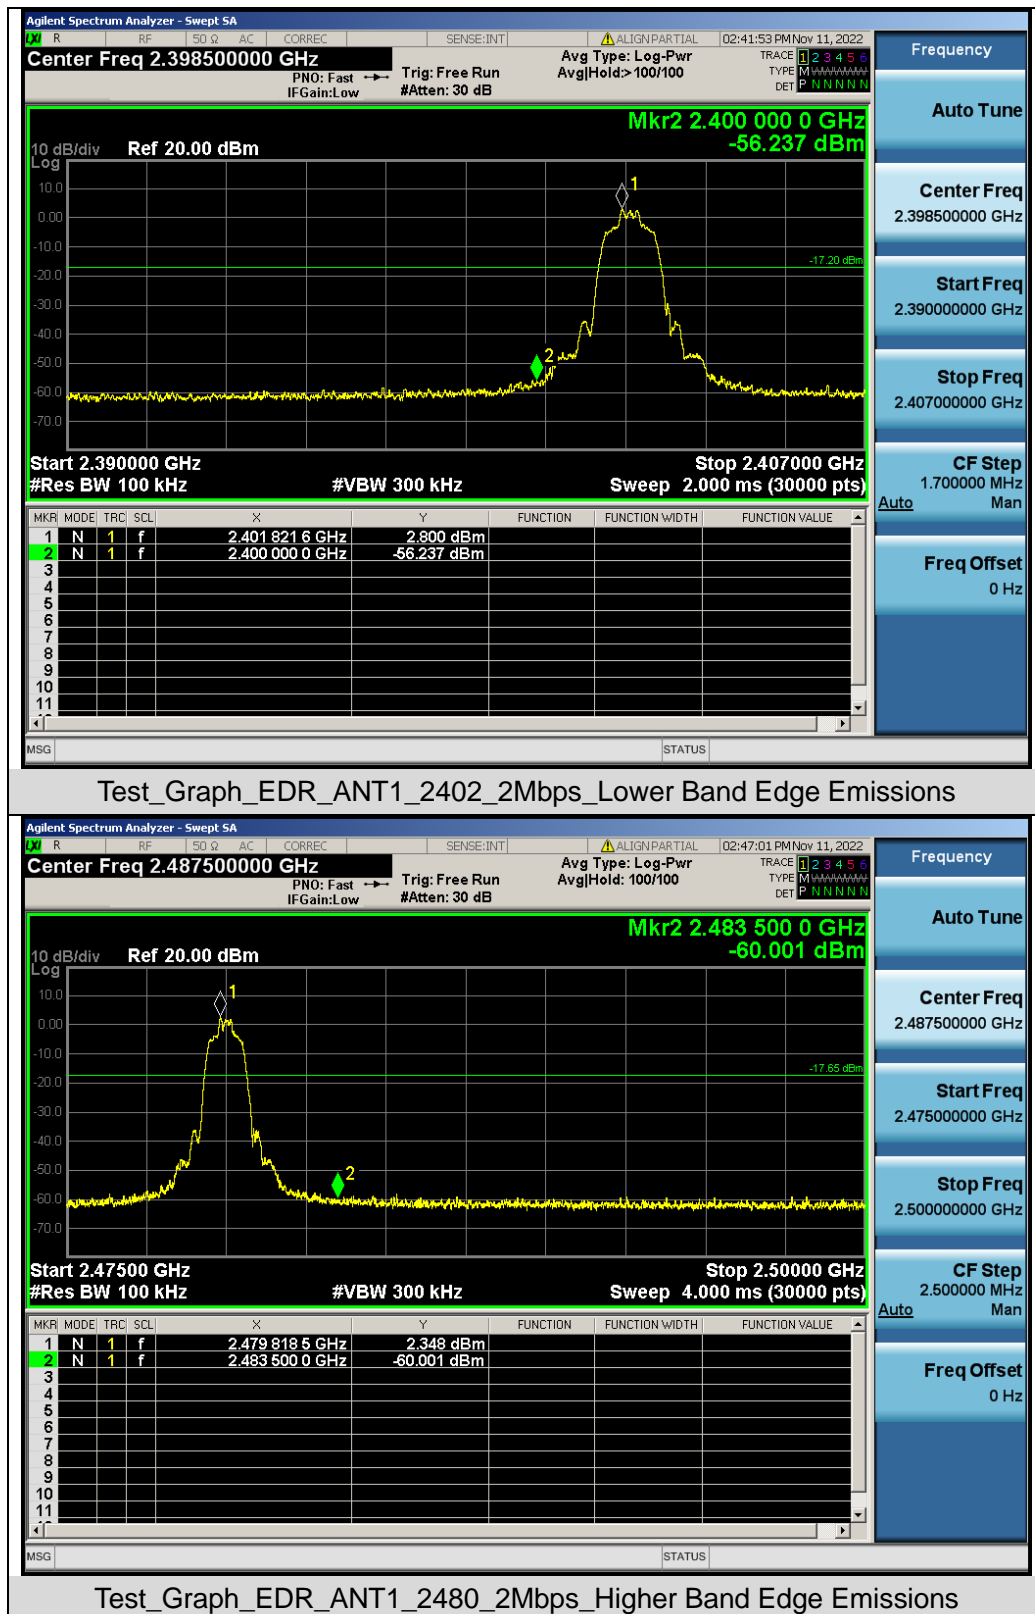 Agilent Spectrum Analyzer - Swept SA
LXI R RF 50 Ω AC CORREC SENSE:INT ALIGN PARTIAL 02:41:53 PM Nov 11, 2022
Center Freq 2.398500000 GHz
PNO: Fast
IFGain:Low
Trig: Free Run
#Atten: 30 dB
Avg Type: Log-Pwr
Avg|Hold:>100/100
TRACE 1 2 3 4 5 6
TYPE M WWWWW
DET P N N N N N
Mkr2 2.400 000 0 GHz
-56.237 dBm
10 dB/div Ref 20.00 dBm
Log
10.0
0.00
-10.0
-20.0
-30.0
-40.0
-50.0
-60.0
-70.0
1
2
-17.20 dBm
Start 2.390000 GHz Stop 2.407000 GHz
#Res BW 100 kHz #VBW 300 kHz Sweep 2.000 ms (30000 pts)
MKR MODE TRC SCL X Y FUNCTION FUNCTION WIDTH FUNCTION VALUE
1 N 1 f 2.401 821 6 GHz 2.800 dBm
2 N 1 f 2.400 000 0 GHz -56.237 dBm
3
4
5
6
7
8
9
10
11
MSG STATUS
Frequency
Auto Tune
Center Freq
2.398500000 GHz
Start Freq
2.390000000 GHz
Stop Freq
2.407000000 GHz
CF Step
1.700000 MHz
Auto Man
Freq Offset
0 Hz
Test_Graph_EDR_ANT1_2402_2Mbps_Lower Band Edge Emissions
Agilent Spectrum Analyzer - Swept SA
LXI R RF 50 Ω AC CORREC SENSE:INT ALIGN PARTIAL 02:47:01 PM Nov 11, 2022
Center Freq 2.487500000 GHz
PNO: Fast
IFGain:Low
Trig: Free Run
#Atten: 30 dB
Avg Type: Log-Pwr
Avg|Hold: 100/100
TRACE 1 2 3 4 5 6
TYPE M WWWWW
DET P N N N N N
Mkr2 2.483 500 0 GHz
-60.001 dBm
10 dB/div Ref 20.00 dBm
Log
10.0
0.00
-10.0
-20.0
-30.0
-40.0
-50.0
-60.0
-70.0
1
2
-17.65 dBm
Start 2.47500 GHz Stop 2.50000 GHz
#Res BW 100 kHz #VBW 300 kHz Sweep 4.000 ms (30000 pts)
MKR MODE TRC SCL X Y FUNCTION FUNCTION WIDTH FUNCTION VALUE
1 N 1 f 2.479 818 5 GHz 2.348 dBm
2 N 1 f 2.483 500 0 GHz -60.001 dBm
3
4
5
6
7
8
9
10
11
MSG STATUS
Frequency
Auto Tune
Center Freq
2.487500000 GHz
Start Freq
2.475000000 GHz
Stop Freq
2.500000000 GHz
CF Step
2.500000 MHz
Auto Man
Freq Offset
0 Hz
Test_Graph_EDR_ANT1_2480_2Mbps_Higher Band Edge Emissions